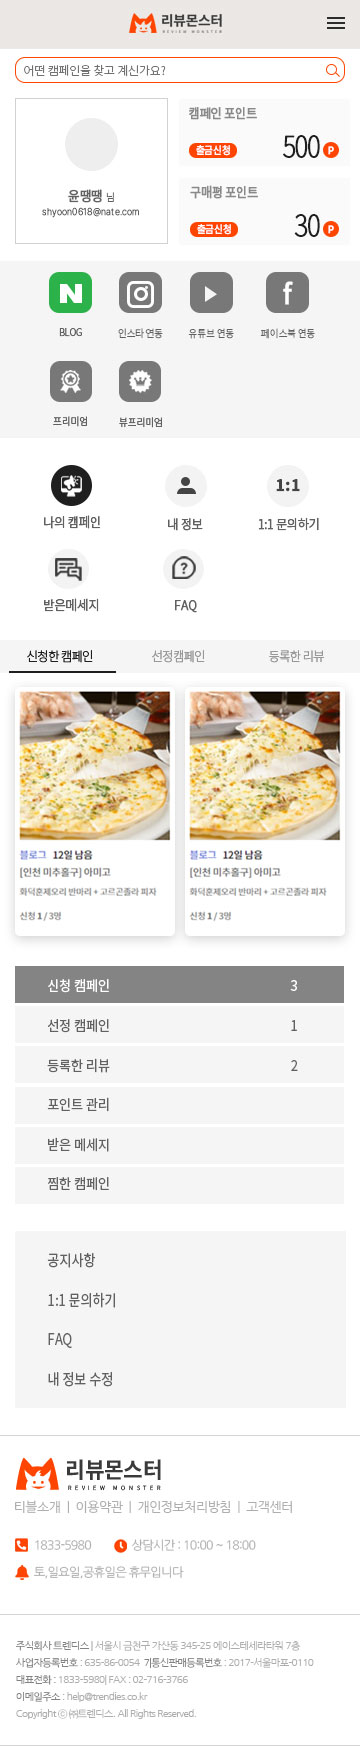 리뷰몬스터
REVIEW MONSTER
어떤 캠페인을 찾고 계신가요?
윤땡땡 님
shyoon0618@nate.com
캠페인 포인트
출금신청 500 P
구매평 포인트
출금신청 30 P
BLOG 인스타 연동 유튜브 연동 페이스북 연동
프리미엄 뷰프리미엄
1:1
나의 캠페인 내 정보 1:1 문의하기
받은메세지 FAQ
신청한 캠페인 선정캠페인 등록한 리뷰
블로그 12일 남음
[인천 미추홀구] 아미고
화덕훈제오리 반마리 + 고르곤졸라 피자
신청 1 / 3명
블로그 12일 남음
[인천 미추홀구] 아미고
화덕훈제오리 반마리 + 고르곤졸라 피자
신청 1 / 3명
신청 캠페인 3
선정 캠페인 1
등록한 리뷰 2
포인트 관리
받은 메세지
찜한 캠페인
공지사항
1:1 문의하기
FAQ
내 정보 수정
리뷰몬스터
REVIEW MONSTER
티블소개 | 이용약관 | 개인정보처리방침 | 고객센터
1833-5980 상담시간 : 10:00 ~ 18:00
토,일요일,공휴일은 휴무입니다
주식회사 트렌디스 | 서울시 금천구 가산동 345-25 에이스테세라타워 7층
사업자등록번호 : 635-86-0054 기통신판매등록번호 : 2017-서울마포-0110
대표전화 : 1833-5980| FAX : 02-716-3766
이메일주소 : help@trendies.co.kr
Copyright ⓒ ㈜트렌디스. All Rights Reserved.